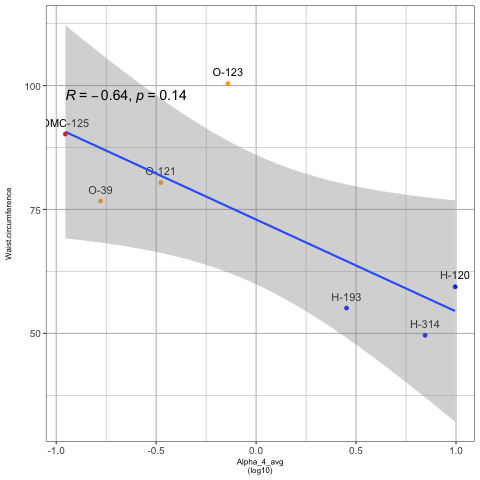 O-123
100
R = −0.64, p = 0.14
OMC-125
O-121
O-39
75
Waist.circumference
H-120
H-193
H-314
50
-1.0 -0.5 0.0 0.5 1.0
Alpha_4_avg
(log10)